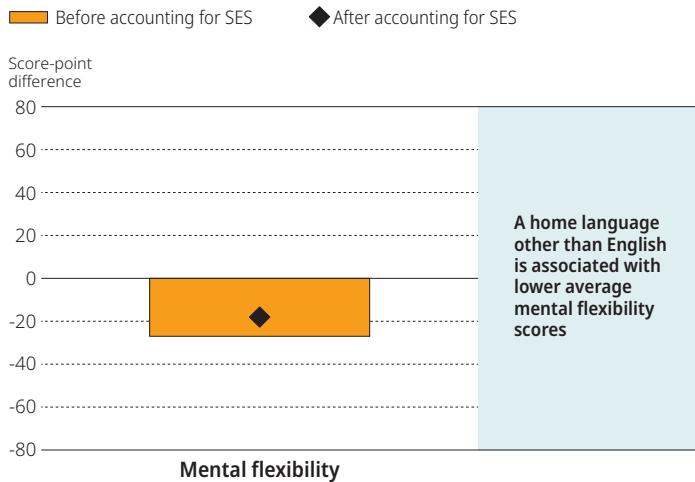 Before accounting for SES
After accounting for SES
Score-point
difference
80
60
40
20
0
-20
-40
-60
-80
A home language
other than English
is associated with
lower average
mental flexibility
scores
Mental flexibility